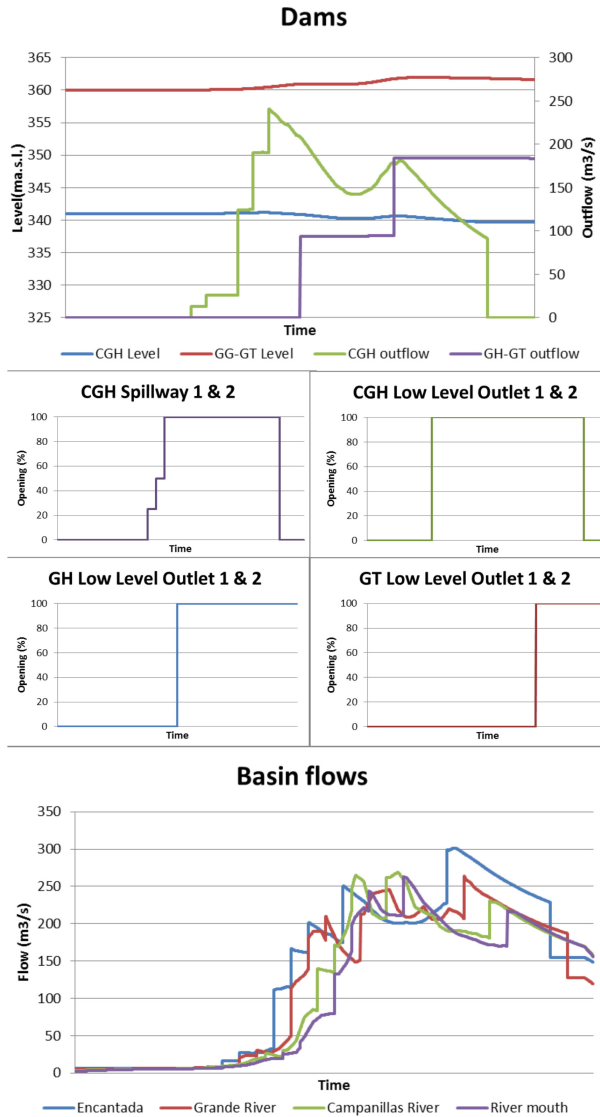 Dams
365
360
355
350
345
340
335
330
325
Level(ma.s.l.)
300
250
200
150
100
50
0
Outflow (m3/s)
Time
CGH Level
GG-GT Level
CGH outflow
GH-GT outflow
CGH Spillway 1 & 2
100
80
60
40
20
0
Opening (%)
Time
CGH Low Level Outlet 1 & 2
100
80
60
40
20
0
Opening (%)
Time
GH Low Level Outlet 1 & 2
100
80
60
40
20
0
Opening (%)
Time
GT Low Level Outlet 1 & 2
100
80
60
40
20
0
Opening (%)
Time
Basin flows
350
300
250
200
150
100
50
0
Flow (m3/s)
Time
Encantada
Grande River
Campanillas River
River mouth